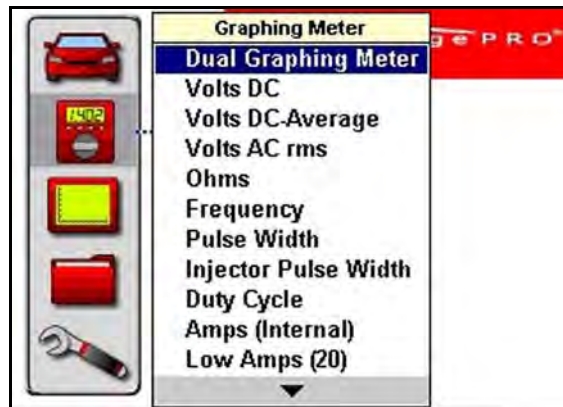 Graphing Meter
Dual Graphing Meter
Volts DC
Volts DC-Average
Volts AC rms
Ohms
Frequency
Pulse Width
Injector Pulse Width
Duty Cycle
Amps (Internal)
Low Amps (20)
PRO